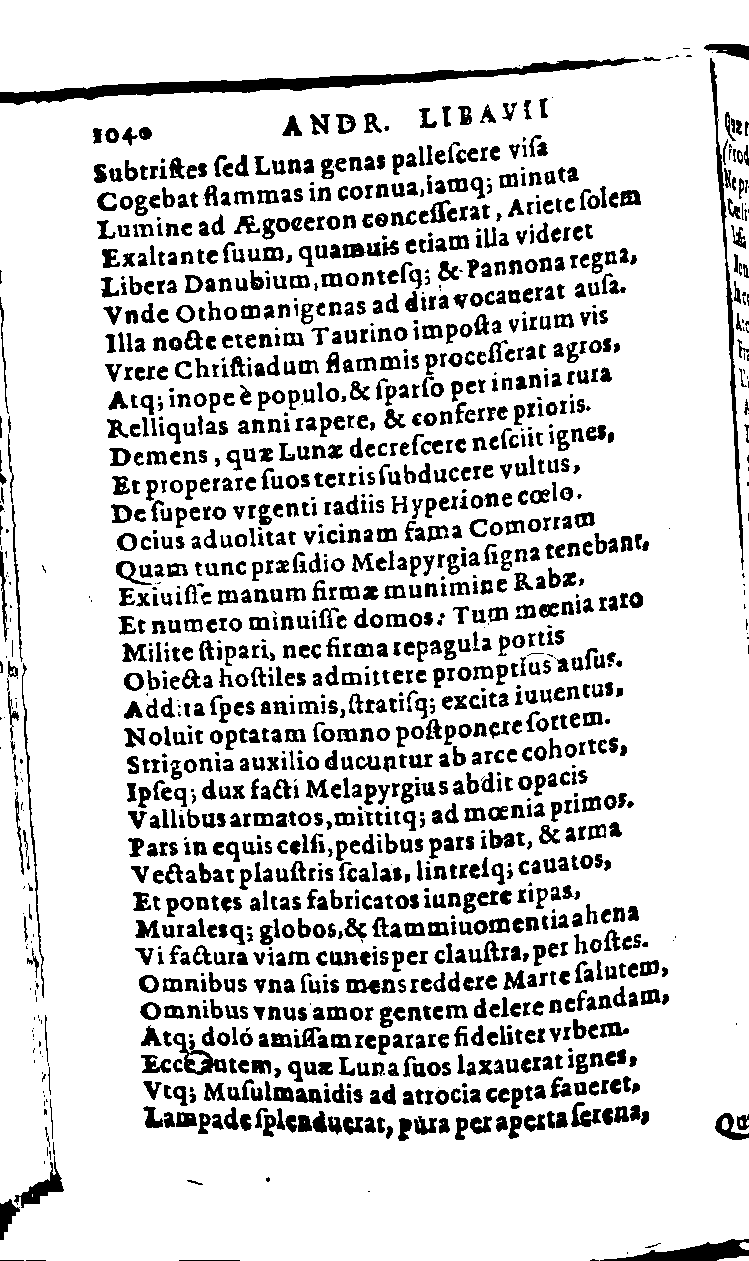 1040 ANDR. LIBAVII
Subtriſtes ſed Luna genas palleſcere viſa
Cogebat flammas in cornua, iamq; minuta
Lumine ad Ægoceron conceſſerat, Ariete ſolem
Exaltante ſuum, quamuis etiam illa videret
Libera Danubium, monteſq; & Pannona regna,
Vnde Othomanigenas ad dira vocauerat auſa.
Illa nocte etenim Taurino impoſta virum vis
Vrere Chriſtiadum flammis proceſſerat agros,
Atq; inope è populo, & ſparſo per inania rura
Relliquias anni rapere, & conferre prioris.
Demens, quæ Lunæ decreſcere neſciit ignes,
Et properare ſuos terris ſubducere vultus,
De ſupero vrgenti radiis Hyperione cœlo.
Ocius aduolitat vicinam fama Comorram
Quam tunc præſidio Melapyrgia ſigna tenebant,
Exiuiſſe manum firmæ munimine Rabæ,
Et numero minuiſſe domos: Tum mœnia raro
Milite ſtipari, nec firma repagula portis
Obiecta hoſtiles admittere promptius auſus.
Addita ſpes animis, ſtratiſq; excita iuuentus,
Noluit optatam ſomno poſtponere ſortem.
Strigonia auxilio ducuntur ab arce cohortes,
Ipſeq; dux facti Melapyrgius abdit opacis
Vallibus armatos, mittitq; ad mœnia primos.
Pars in equis celſi, pedibus pars ibat, & arma
Vectabat plauſtris ſcalas, lintreſq; cauatos,
Et pontes altas fabricatos iungere ripas,
Muralesq; globos, & flammiuomentia ahena
Vi factura viam cuneis per clauſtra, per hoſtes.
Omnibus vna ſuis mens reddere Marte ſalutem,
Omnibus vnus amor gentem delere nefandam,
Atq; doló amiſſam reparare fideliter vrbem.
Ecce autem, quæ Luna ſuos laxauerat ignes,
Vtq; Muſulmanidis ad atrocia cepta faueret,
Lampade ſplenduerat, pura per aperta ſerena,